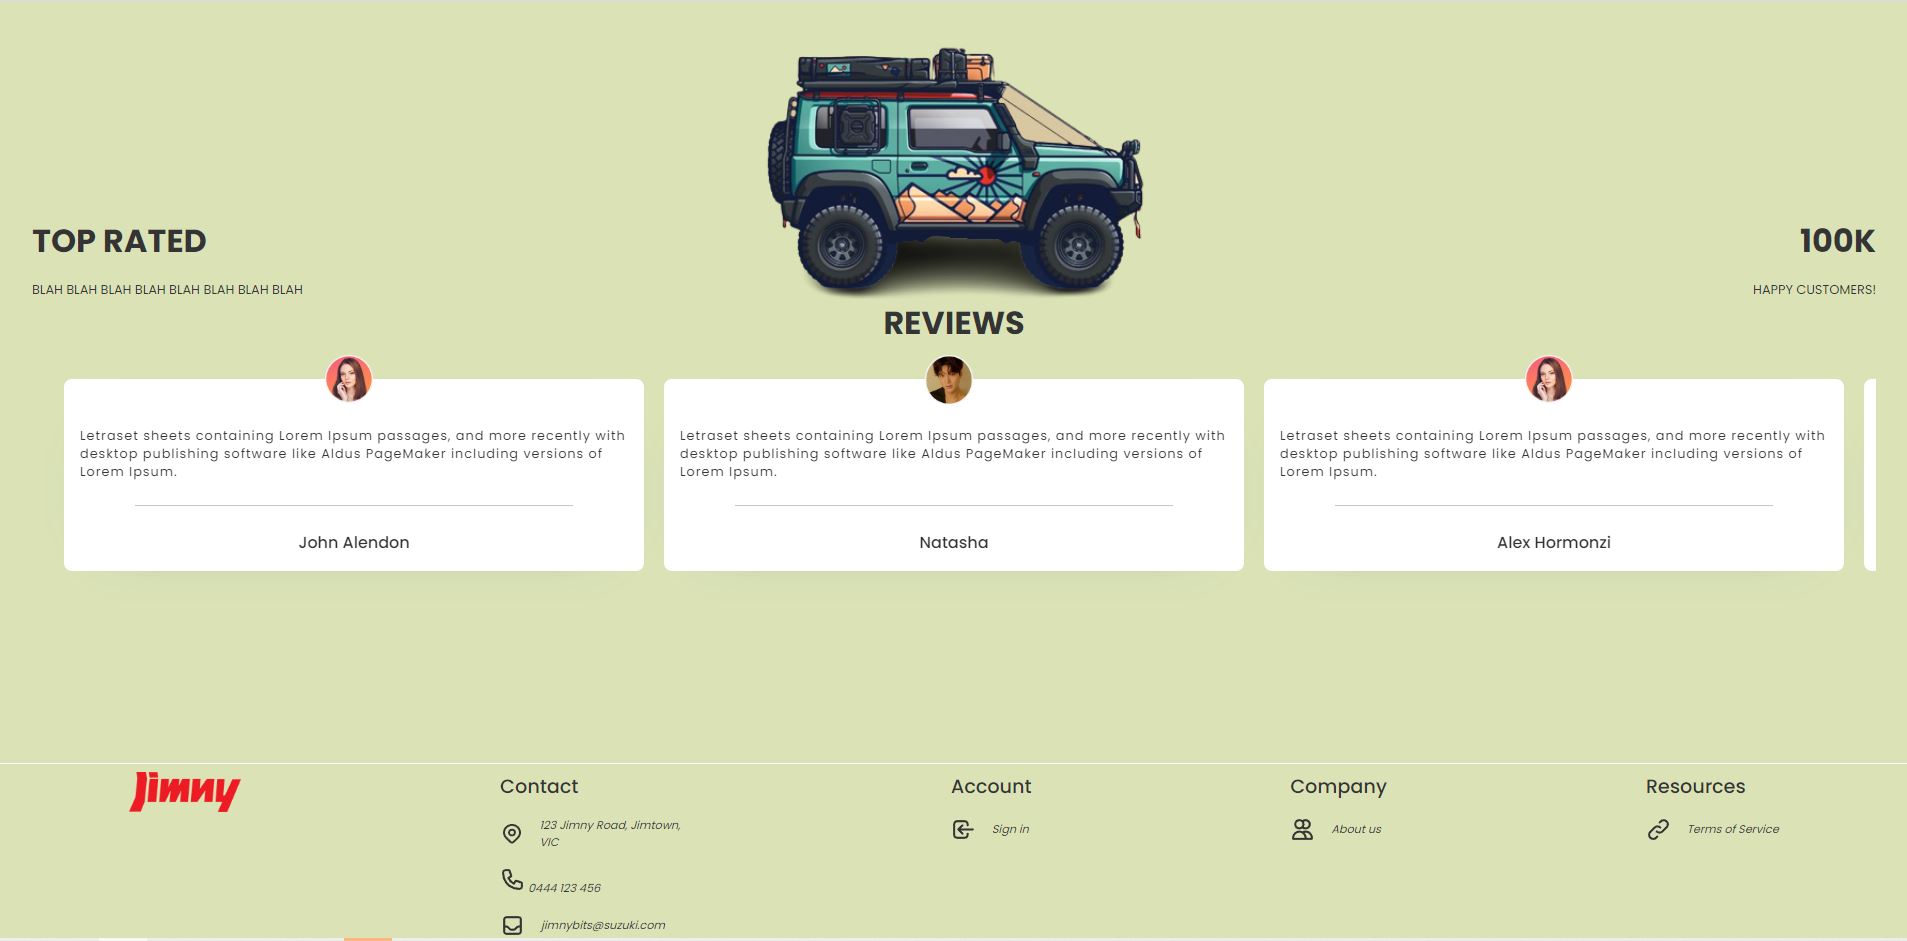 TOP RATED
100K
BLAH BLAH BLAH BLAH BLAH BLAH BLAH BLAH
HAPPY CUSTOMERS!
REVIEWS
Letraset sheets containing Lorem Ipsum passages, and more recently with
desktop publishing software like Aldus PageMaker including versions of
Lorem Ipsum.
John Alendon
Letraset sheets containing Lorem Ipsum passages, and more recently with
desktop publishing software like Aldus PageMaker including versions of
Lorem Ipsum.
Natasha
Letraset sheets containing Lorem Ipsum passages, and more recently with
desktop publishing software like Aldus PageMaker including versions of
Lorem Ipsum.
Alex Hormonzi
Jimny
Contact
123 Jimny Road, Jimtown,
VIC
0444 123 456
jimnybits@suzuki.com
Account
Sign in
Company
About us
Resources
Terms of Service